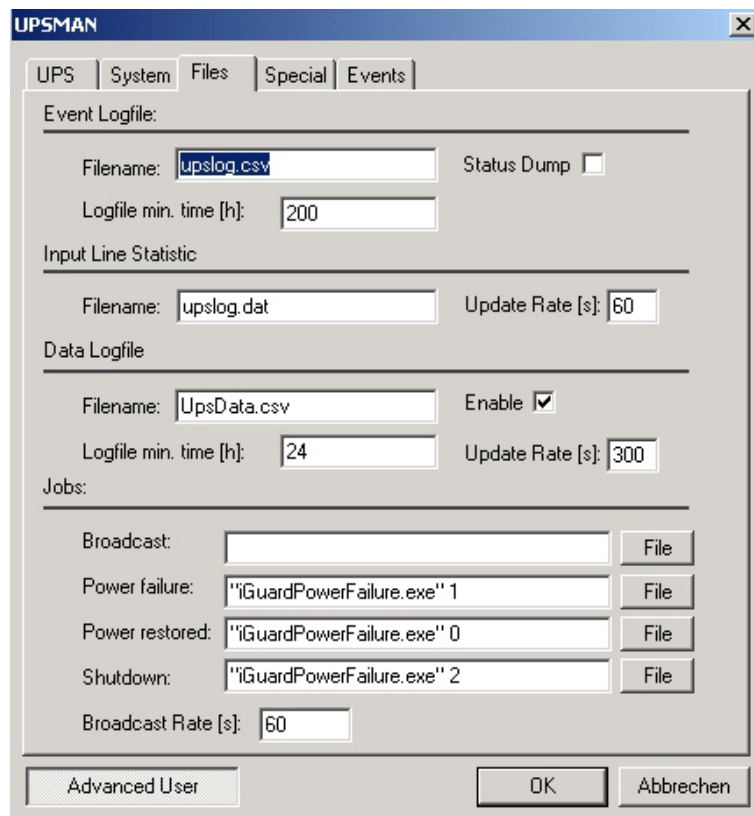 UPSMAN
UPS System Files Special Events
Event Logfile:
Filename: upslog.csv Status Dump
Logfile min. time [h]: 200
Input Line Statistic
Filename: upslog.dat Update Rate [s]: 60
Data Logfile
Filename: UpsData.csv Enable
Logfile min. time [h]: 24 Update Rate [s]: 300
Jobs:
Broadcast: File
Power failure: "iGuardPowerFailure.exe" 1 File
Power restored: "iGuardPowerFailure.exe" 0 File
Shutdown: "iGuardPowerFailure.exe" 2 File
Broadcast Rate [s]: 60
Advanced User OK Abbrechen